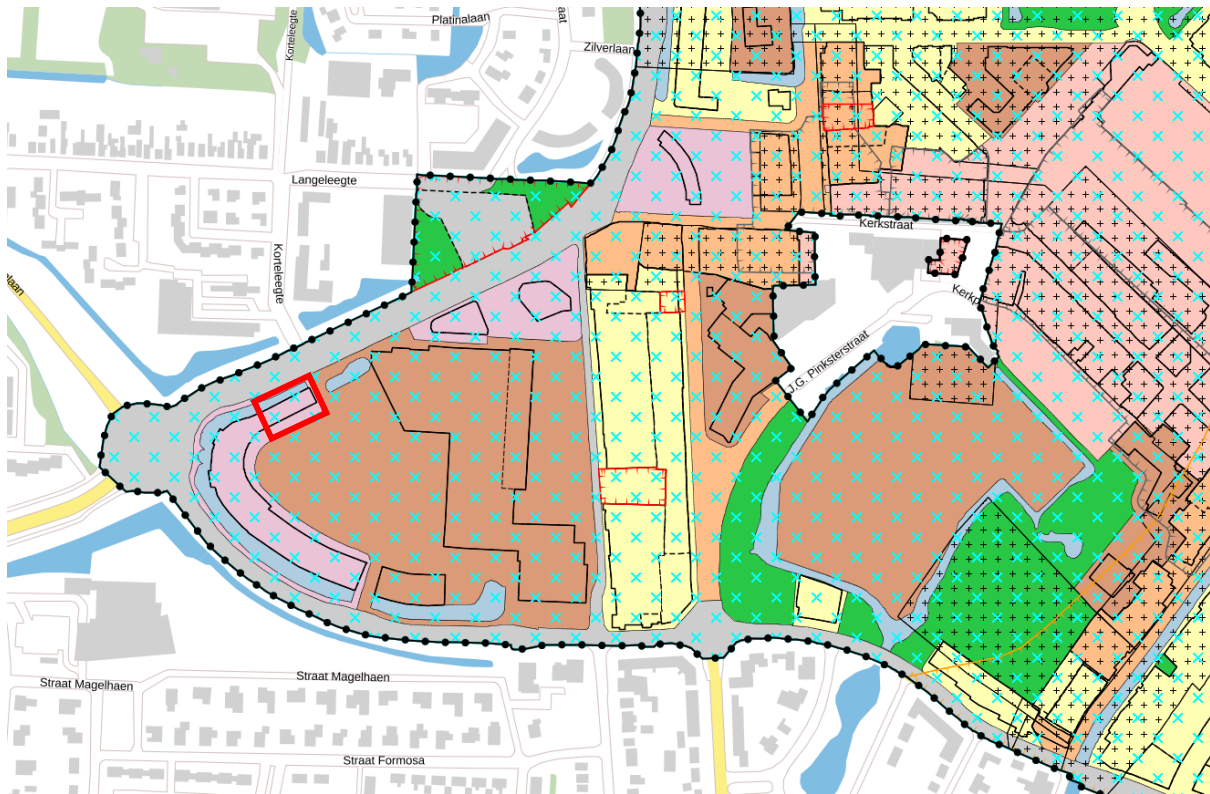 Platinalaan
Zilverlaan
Korteleegte
Langeleegte
Korteleegte
Kerkstraat
J.G. Pinksterstraat
Straat Magelhaen
Straat Magelhaen
Straat Formosa